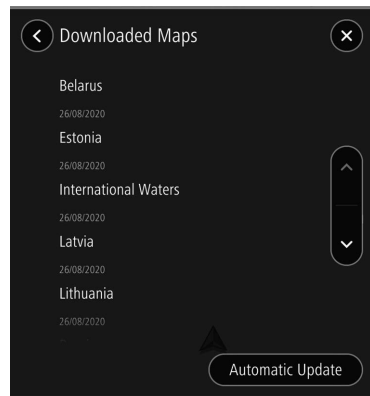 Downloaded Maps
Belarus
26/08/2020
Estonia
26/08/2020
International Waters
26/08/2020
Latvia
26/08/2020
Lithuania
26/08/2020
Automatic Update